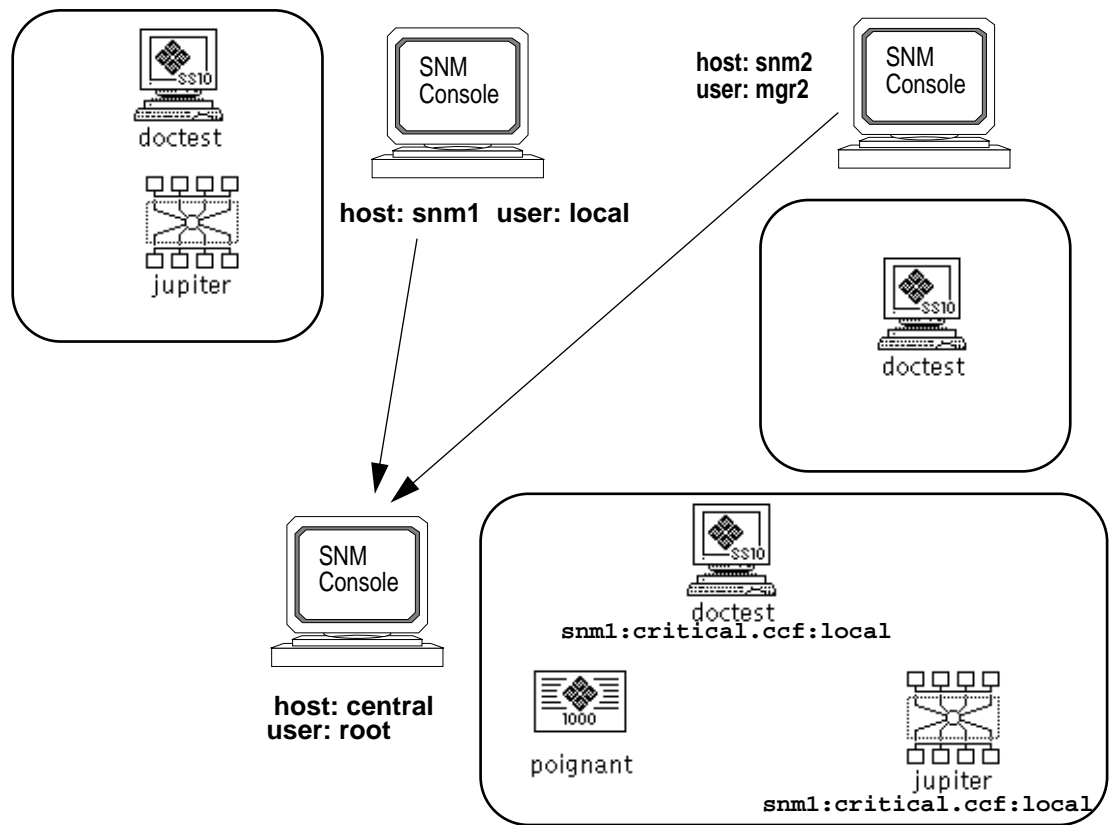 SS10
doctest
jupiter
SNM
Console
host: snm1  user: local
host: snm2
user: mgr2
SNM
Console
SS10
doctest
SNM
Console
host: central
user: root
SS10
doctest
snm1:critical.ccf:local
1000
poignant
jupiter
snm1:critical.ccf:local